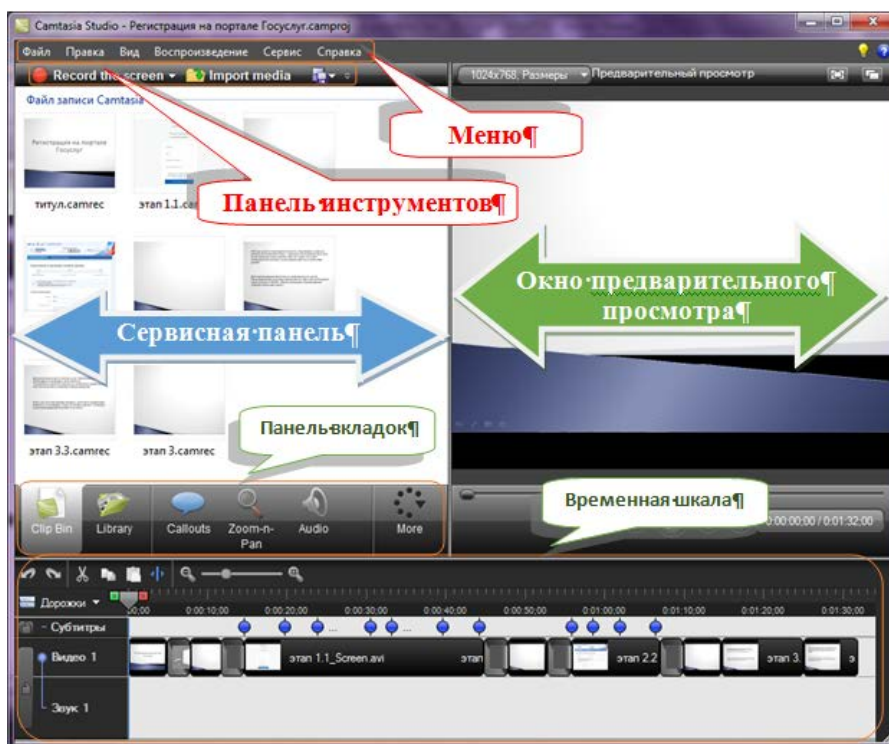 Camtasia Studio - Регистрация на портале Госуслуг.camproj
Файл Правка Вид Воспроизведение Сервис Справка
Record the screen Import media
1024x768, Размеры Предварительный просмотр
Файл записи Camtasia
Меню¶
Регистрация на портале
Госуслуг
титул.camrec этап 1.1.ca
Панель·инструментов¶
Окно·предварительного¶
просмотра¶
Сервисная·панель¶
Панель·вкладок¶
этап 3.3.camrec этап 3.camrec
Временная·шкала¶
Clip Bin Library Callouts Zoom-n-Pan Audio More
0:00:00;00 / 0:01:32;00
Дорожки 0:00:10;00 0:00:20;00 0:00:30;00 0:00:40;00 0:00:50;00 0:01:00;00 0:01:10;00 0:01:20;00 0:01:30;00
- Субтитры ... ...
Видео 1 этап 1.1_Screen.avi этап этап 2.2 этап 3. э
Звук 1